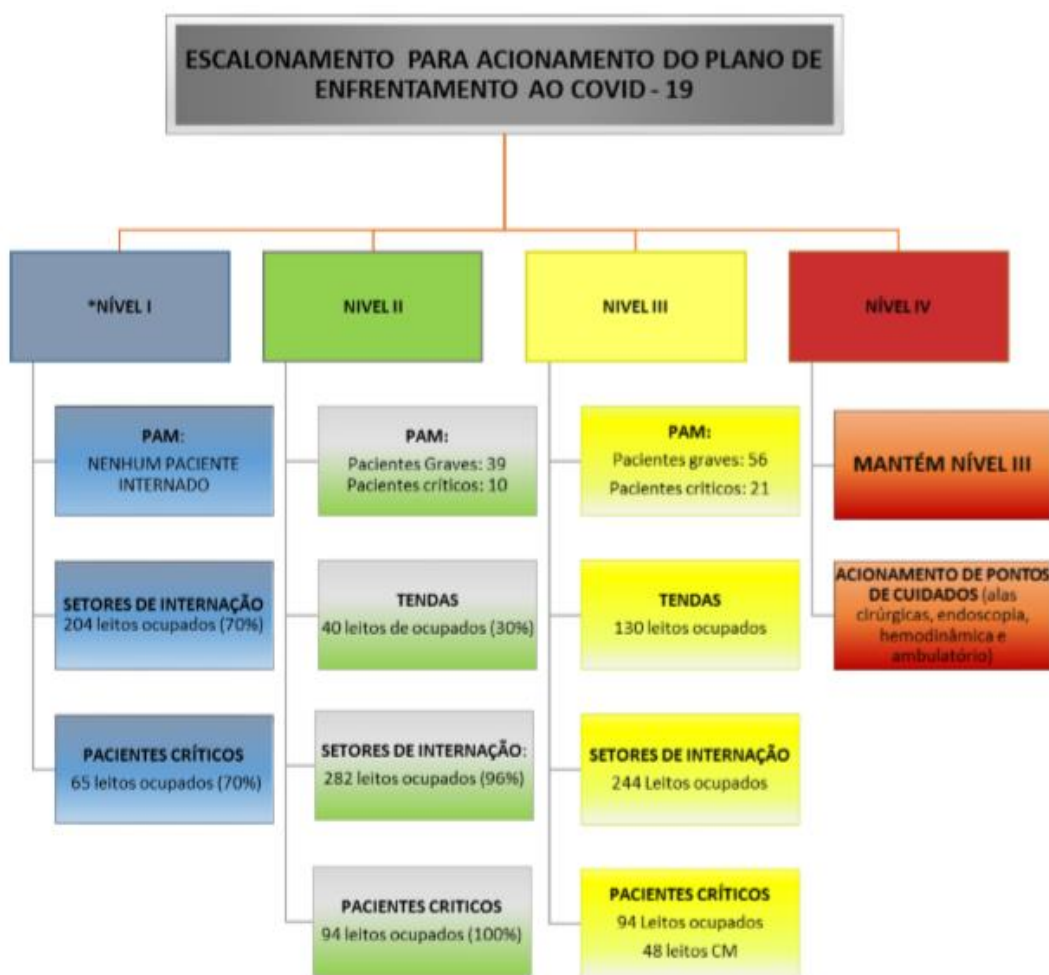 ESCALONAMENTO PARA ACIONAMENTO DO PLANO DE
ENFRENTAMENTO AO COVID - 19
*NÍVEL I
PAM:
NENHUM PACIENTE
INTERNADO
SETORES DE INTERNAÇÃO
204 leitos ocupados (70%)
PACIENTES CRÍTICOS
65 leitos ocupados (70%)
NIVEL II
PAM:
Pacientes Graves: 39
Pacientes críticos: 10
TENDAS
40 leitos de ocupados (30%)
SETORES DE INTERNAÇÃO:
282 leitos ocupados (96%)
PACIENTES CRITICOS
94 leitos ocupados (100%)
NIVEL III
PAM:
Pacientes graves: 56
Pacientes criticos: 21
TENDAS
130 leitos ocupados
SETORES DE INTERNAÇÃO
244 Leitos ocupados
PACIENTES CRÍTICOS
94 Leitos ocupados
48 leitos CM
NÍVEL IV
MANTÉM NÍVEL III
ACIONAMENTO DE PONTOS
DE CUIDADOS (alas
cirúrgicas, endoscopia,
hemodinâmica e
ambulatório)